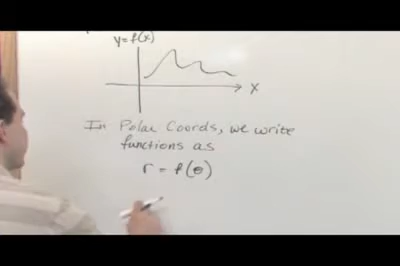 y=f(x)
x
In Polar Coords, we write
functions as
r = f(θ)